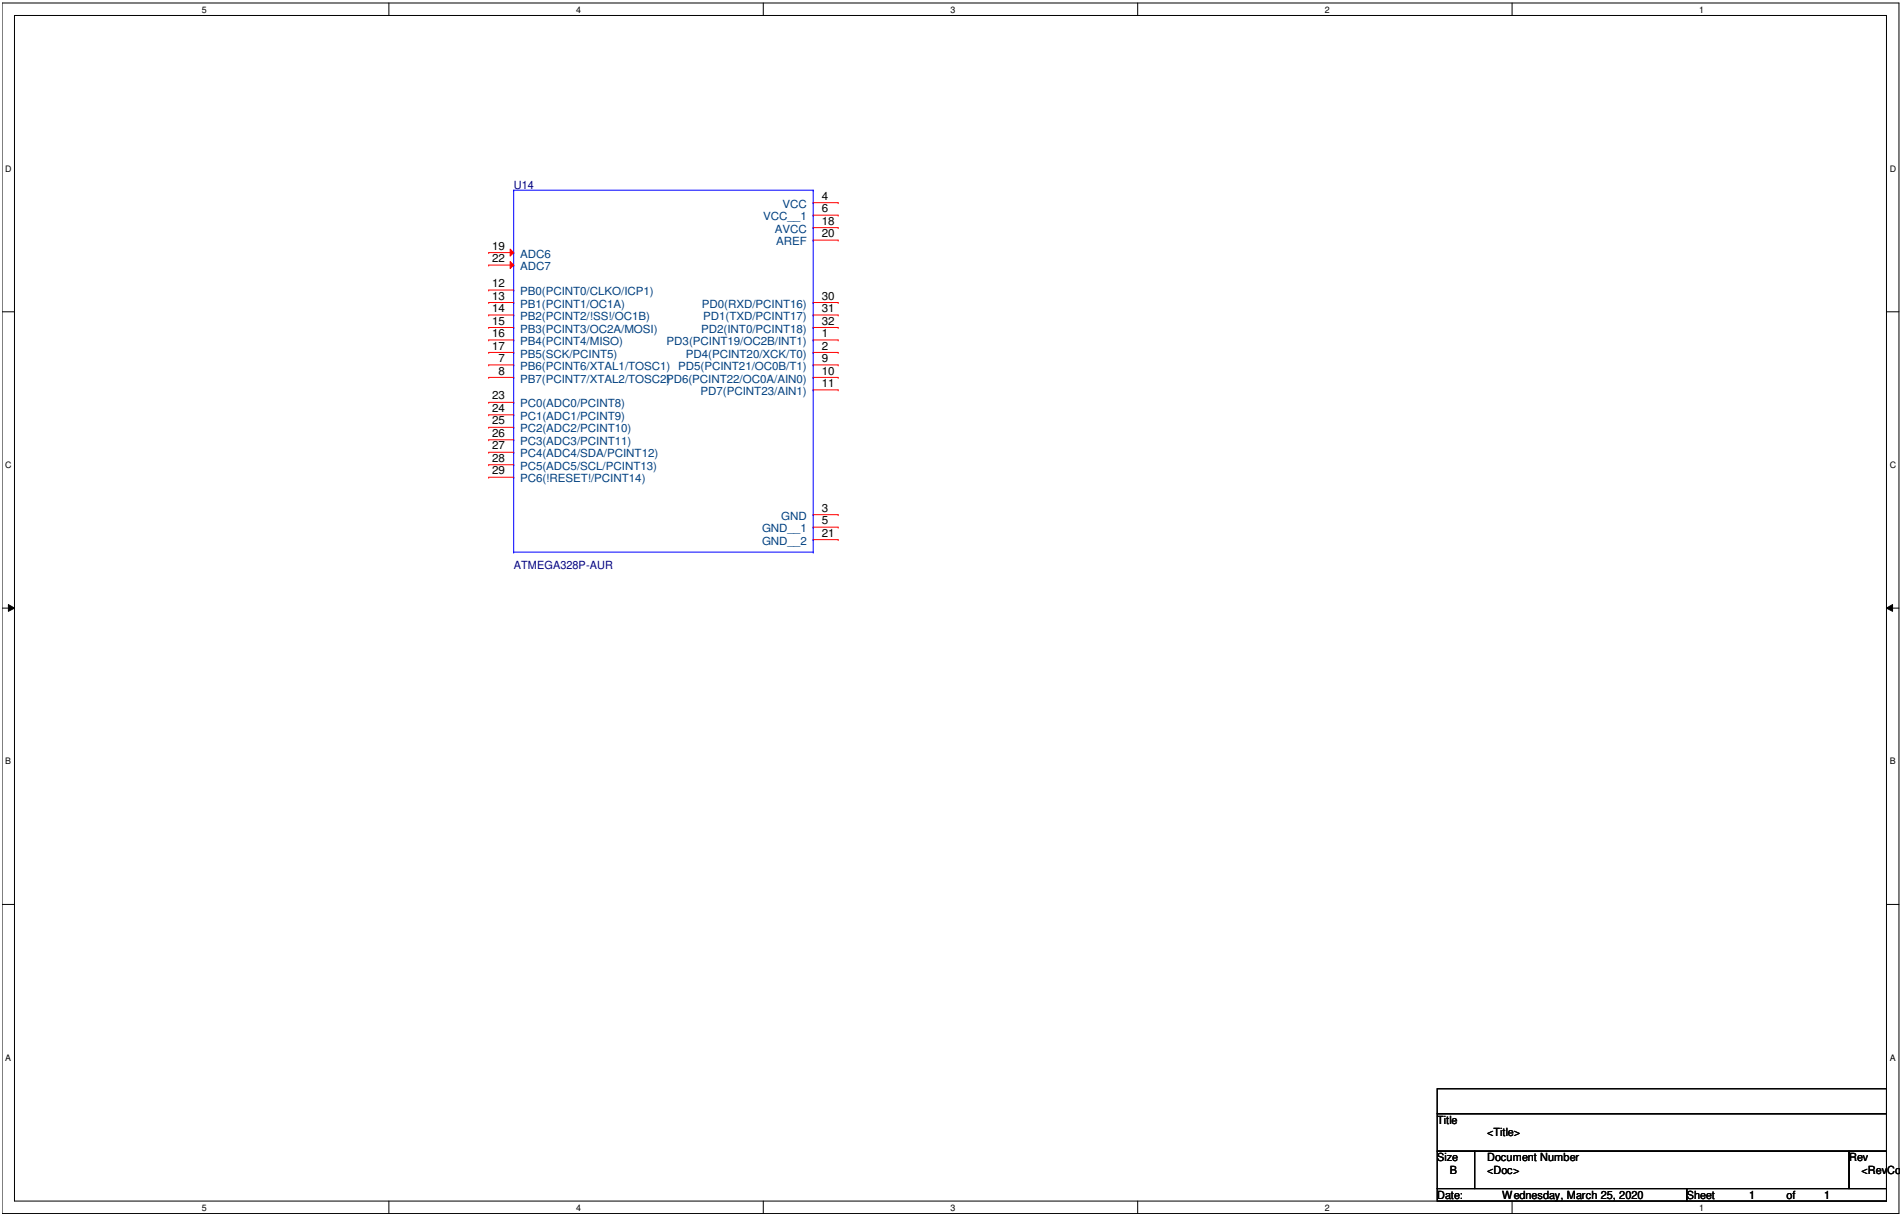 5 4 3 2 1
D D
U14
4
VCC
6
VCC__1
18
AVCC
20
AREF
19
ADC6
22
ADC7
12
PB0(PCINT0/CLKO/ICP1)
13
PB1(PCINT1/OC1A)
14
PB2(PCINT2/!SS!/OC1B)
15
PB3(PCINT3/OC2A/MOSI)
16
PB4(PCINT4/MISO)
17
PB5(SCK/PCINT5)
7
PB6(PCINT6/XTAL1/TOSC1)
8
PB7(PCINT7/XTAL2/TOSC2)
30
PD0(RXD/PCINT16)
31
PD1(TXD/PCINT17)
32
PD2(INT0/PCINT18)
1
PD3(PCINT19/OC2B/INT1)
2
PD4(PCINT20/XCK/T0)
9
PD5(PCINT21/OC0B/T1)
10
PD6(PCINT22/OC0A/AIN0)
11
PD7(PCINT23/AIN1)
23
PC0(ADC0/PCINT8)
24
PC1(ADC1/PCINT9)
25
PC2(ADC2/PCINT10)
26
PC3(ADC3/PCINT11)
27
PC4(ADC4/SDA/PCINT12)
28
PC5(ADC5/SCL/PCINT13)
29
PC6(!RESET!/PCINT14)
C C
3
GND
5
GND__1
21
GND__2
ATMEGA328P-AUR
B B
A A
Title
<Title>
Size Document Number Rev
B <Doc> <RevCo
Date: Wednesday, March 25, 2020 Sheet 1 of 1
5 4 3 2 1